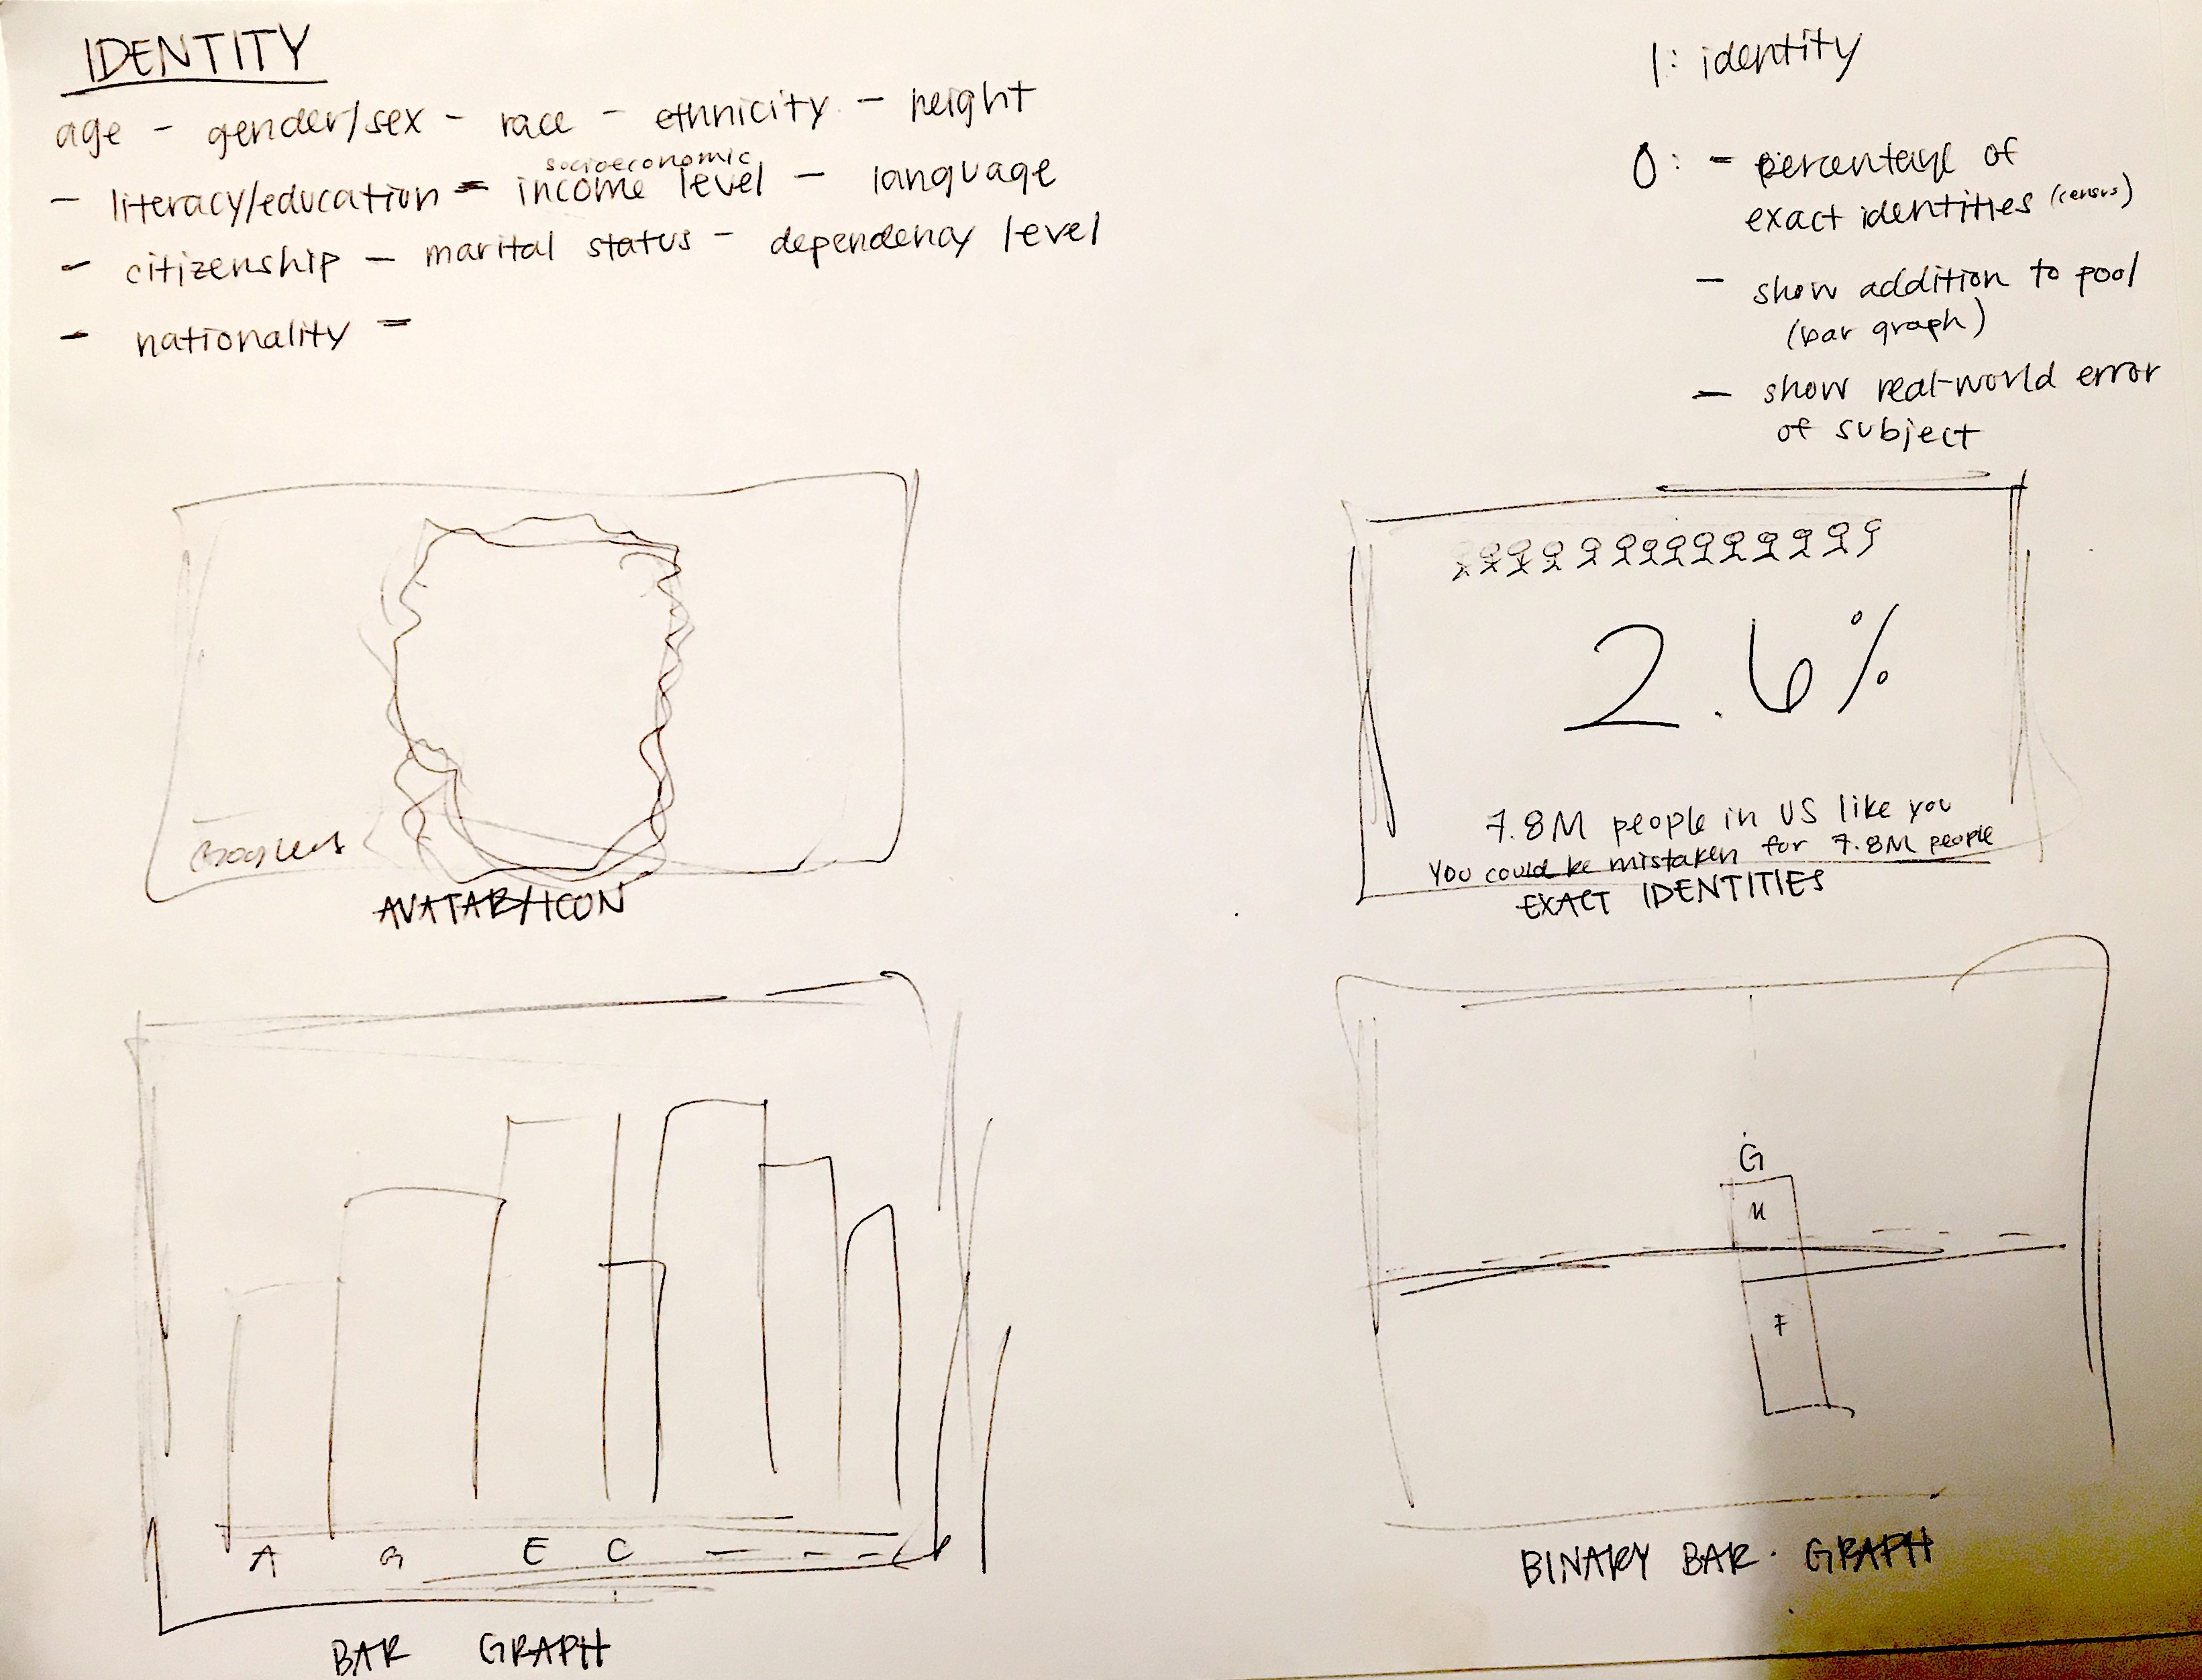 IDENTITY
age - gender/sex - race - ethnicity - height
socioeconomic
- literacy/education - income level - language
- citizenship - marital status - dependency level
- nationality -
1: identity
0: - percentage of
exact identities (census)
- show addition to pool
(bar graph)
- show real-world error
of subject
AVATAR/ICON
2.6%
7.8M people in US like you
You could be mistaken for 7.8M people
EXACT IDENTITIES
A G E C - - -
BAR GRAPH
G
M
F
BINARY BAR GRAPH